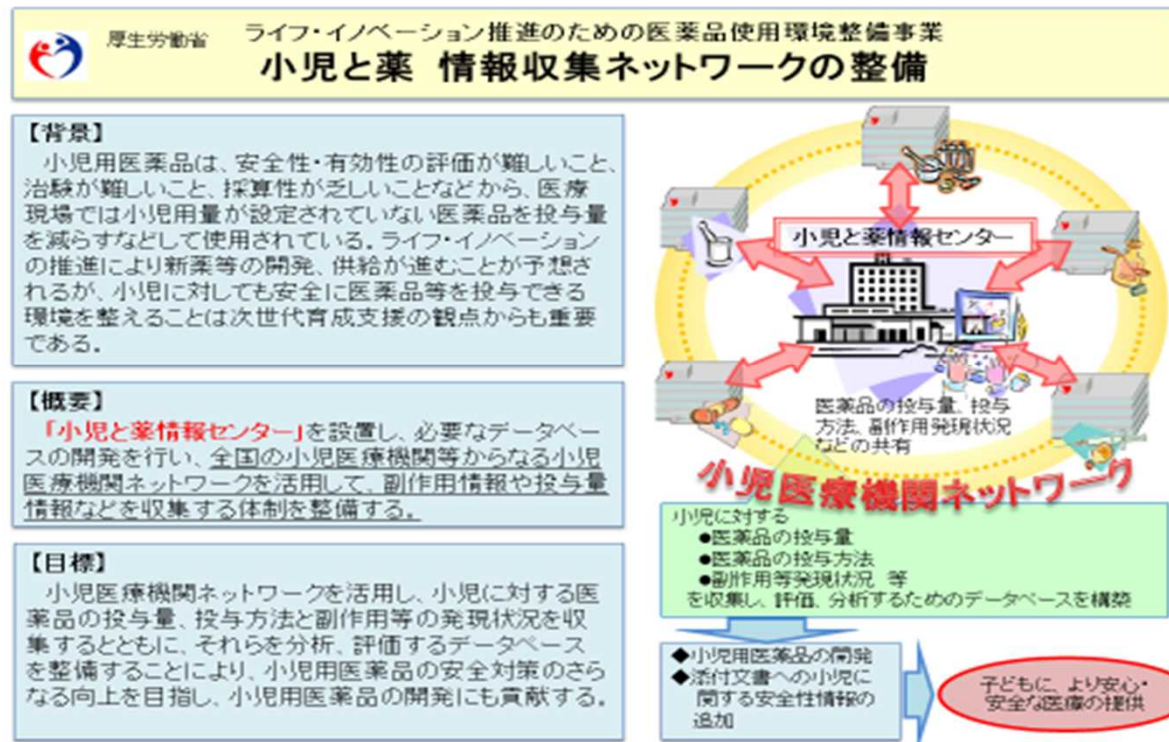 厚生労働省
ライフ・イノベーション推進のための医薬品使用環境整備事業
小児と薬 情報収集ネットワークの整備
【背景】
小児用医薬品は、安全性・有効性の評価が難しいこと、
治験が難しいこと、採算性が乏しいことなどから、医療
現場では小児用量が設定されていない医薬品を投与量
を減らすなどして使用されている。ライフ・イノベーション
の推進により新薬等の開発、供給が進むことが予想さ
れるが、小児に対しても安全に医薬品等を投与できる
環境を整えることは次世代育成支援の観点からも重要
である。
【概要】
「小児と薬情報センター」を設置し、必要なデータベー
スの開発を行い、全国の小児医療機関等からなる小児
医療機関ネットワークを活用して、副作用情報や投与量
情報などを収集する体制を整備する。
【目標】
小児医療機関ネットワークを活用し、小児に対する医
薬品の投与量、投与方法と副作用等の発現状況を収
集するとともに、それらを分析、評価するデータベース
を整備することにより、小児用医薬品の安全対策のさら
なる向上を目指し、小児用医薬品の開発にも貢献する。
小児と薬情報センター
医薬品の投与量、投与
方法、副作用発現状況
などの共有
小児医療機関ネットワーク
小児に対する
●医薬品の投与量
●医薬品の投与方法
●副作用等発現状況 等
を収集し、評価、分析するためのデータベースを構築
◆小児用医薬品の開発
◆添付文書への小児に
関する安全性情報の
追加
子どもに、より安心・
安全な医療の提供